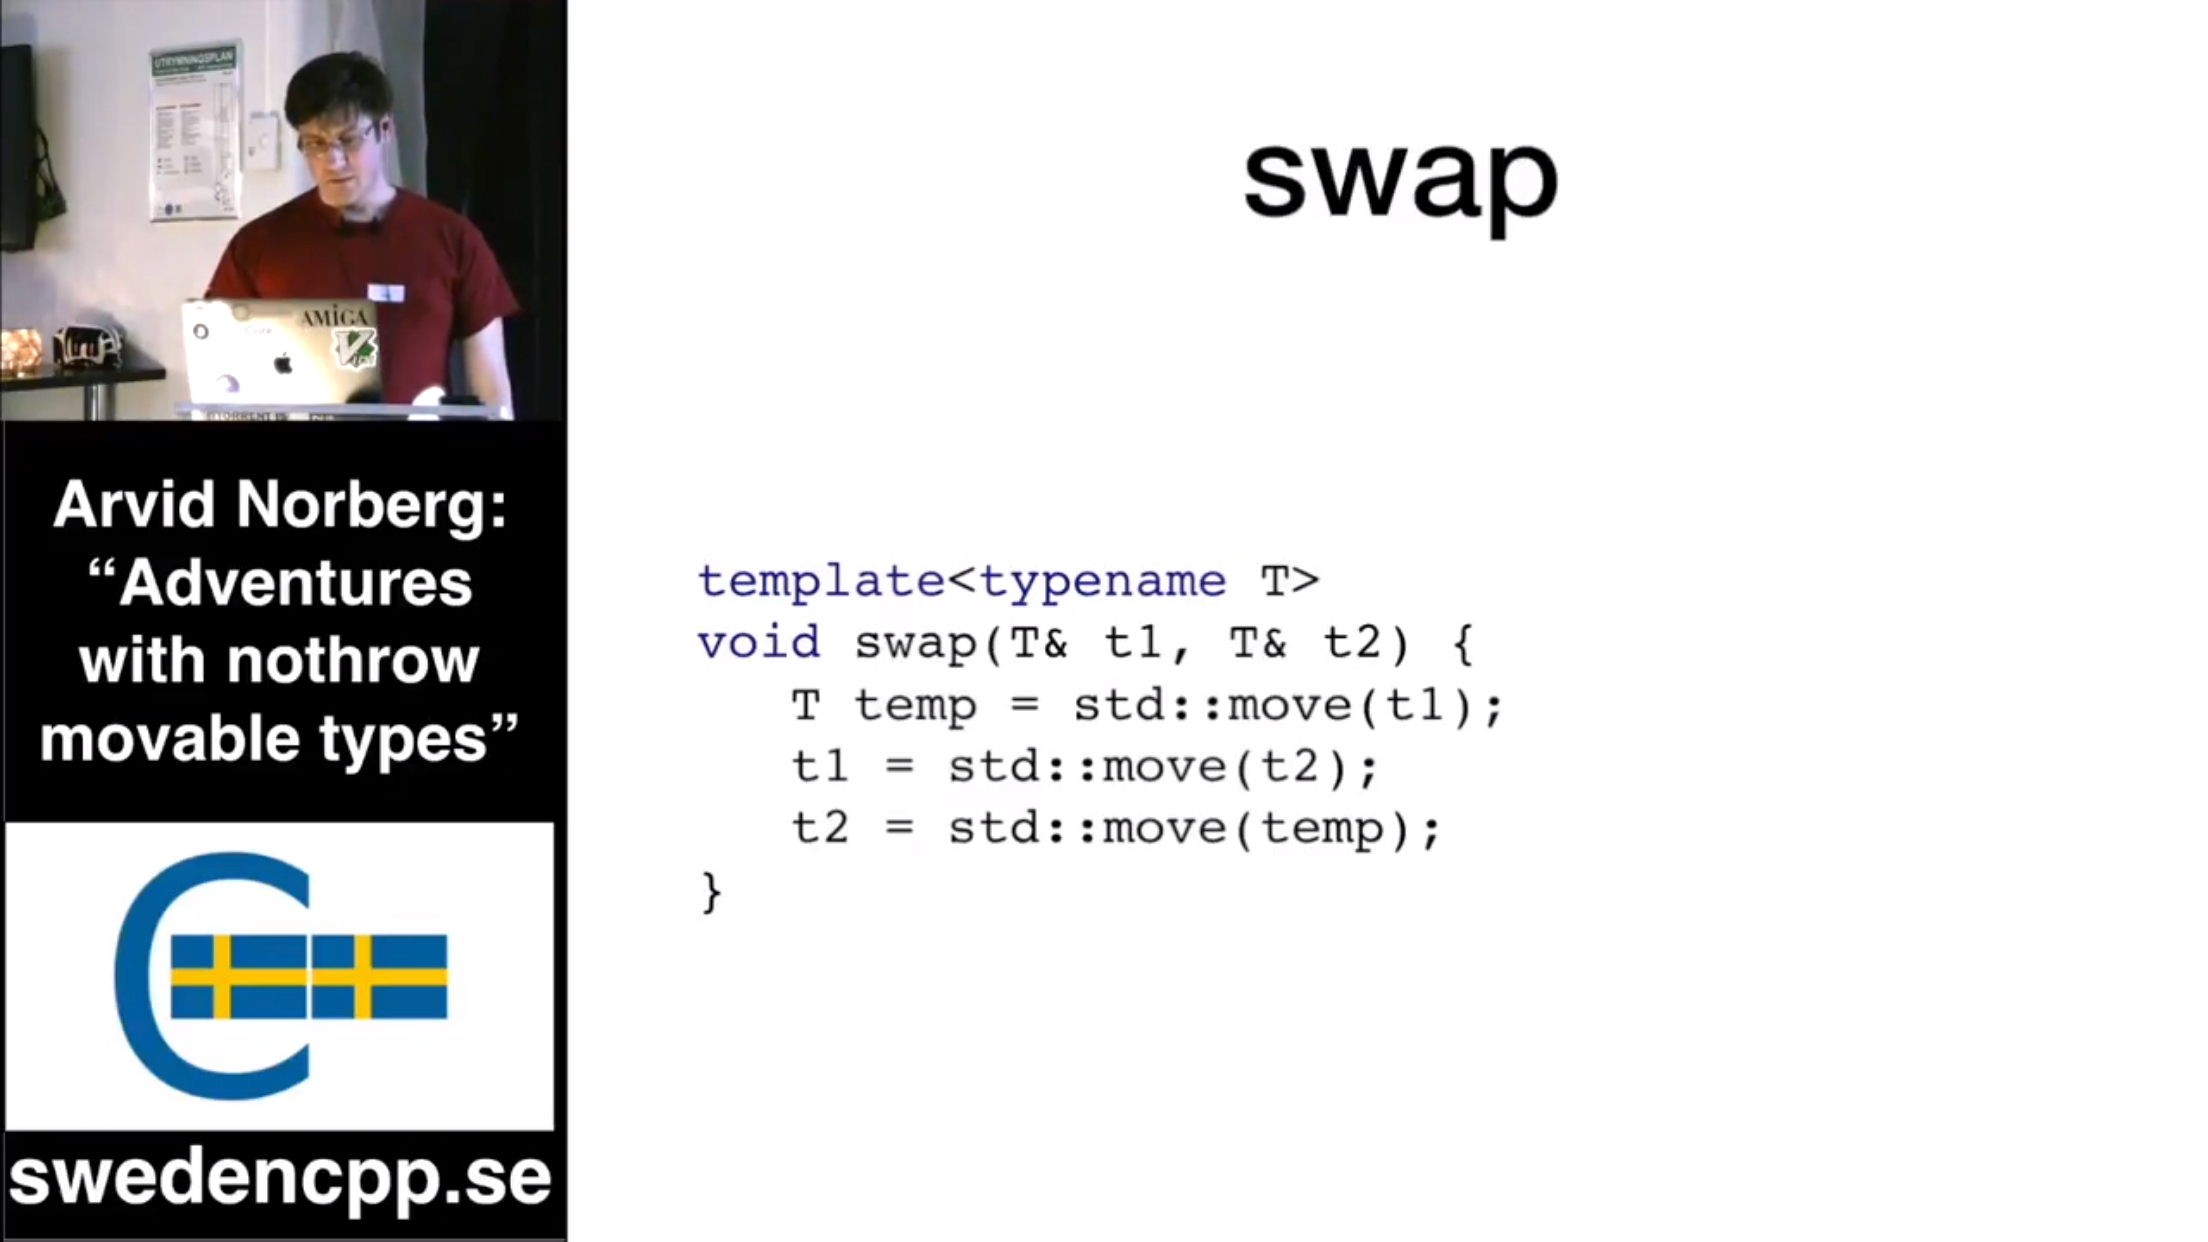 UTRYMNINGSPLAN
AMIGA
Arvid Norberg:
“Adventures
with nothrow
movable types”
C
swedencpp.se
swap
template<typename T>
void swap(T& t1, T& t2) {
    T temp = std::move(t1);
    t1 = std::move(t2);
    t2 = std::move(temp);
}